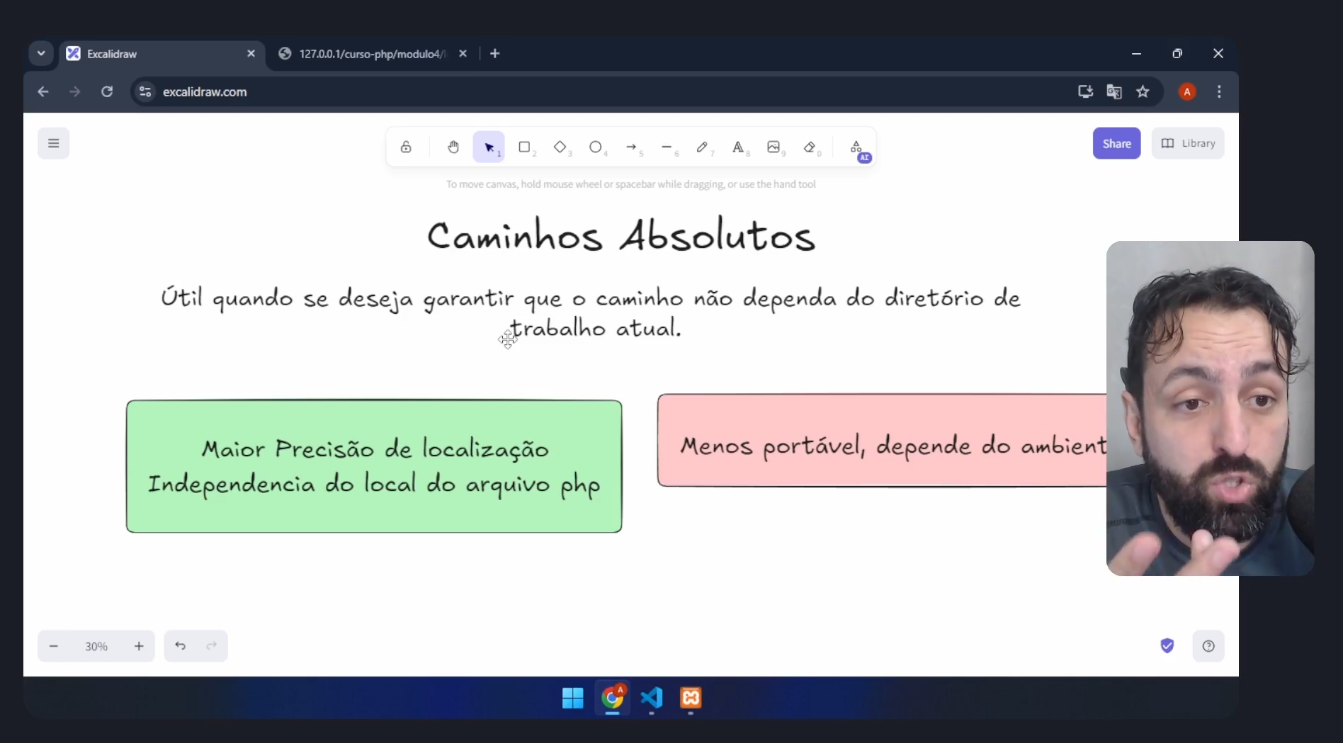 Excalidraw
127.0.0.1/curso-php/modulo4/
excalidraw.com
A
1 2 3 4 5 6 7 8 9 0
AI
Share
Library
To move canvas, hold mouse wheel or spacebar while dragging, or use the hand tool
Caminhos Absolutos
Útil quando se deseja garantir que o caminho não dependa do diretório de
trabalho atual.
Maior Precisão de localização
Independencia do local do arquivo php
Menos portável, depende do ambient
30%
A